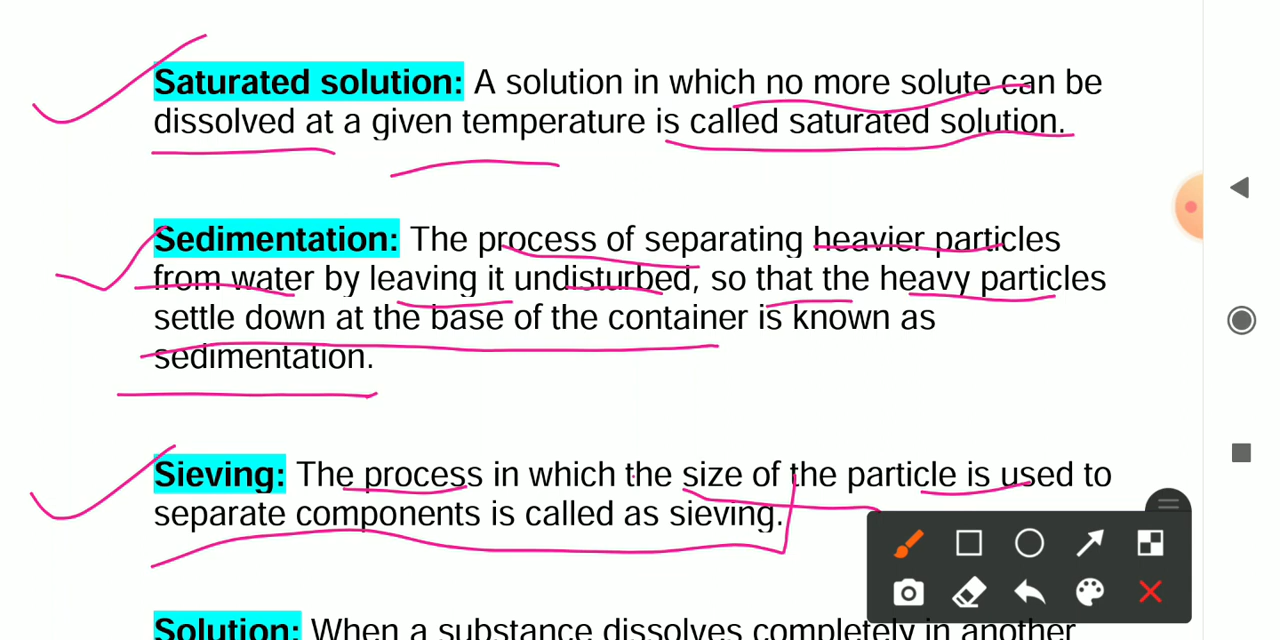 Saturated solution: A solution in which no more solute can be
dissolved at a given temperature is called saturated solution.
Sedimentation: The process of separating heavier particles
from water by leaving it undisturbed, so that the heavy particles
settle down at the base of the container is known as
sedimentation.
Sieving: The process in which the size of the particle is used to
separate components is called as sieving.
Solution: When a substance dissolves completely in another